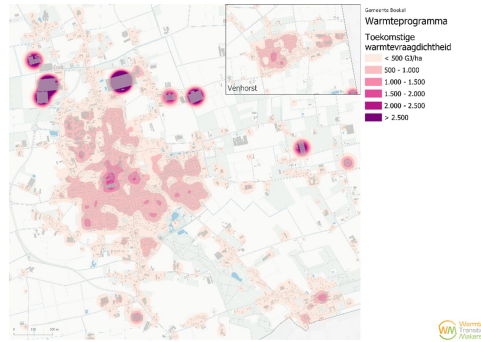 Gemeente Boekel
Warmteprogramma
Toekomstige
warmtevraagdichtheid
< 500 GJ/ha
500 - 1.000
1.000 - 1.500
1.500 - 2.000
2.000 - 2.500
> 2.500
Venhorst
WM